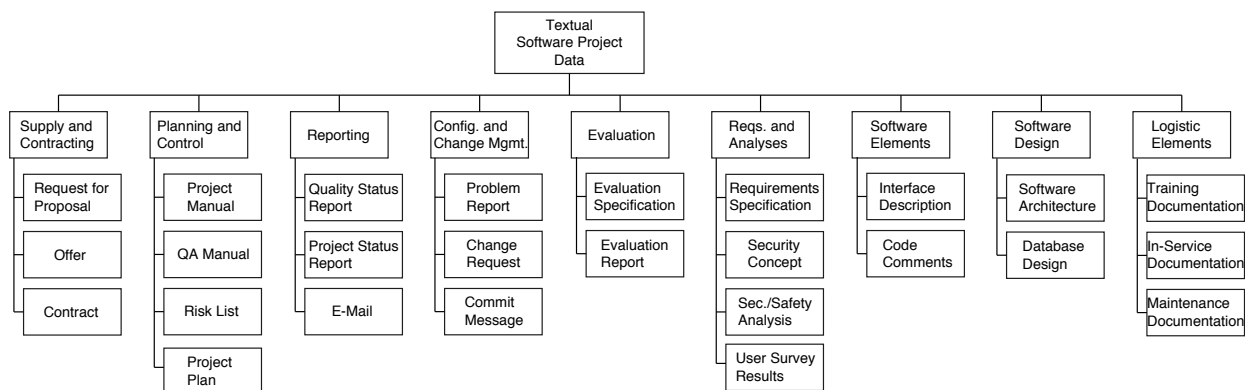 Textual
Software Project
Data
Supply and
Contracting
Request for
Proposal
Offer
Contract
Planning and
Control
Project
Manual
QA Manual
Risk List
Project
Plan
Reporting
Quality Status
Report
Project Status
Report
E-Mail
Config. and
Change Mgmt.
Problem
Report
Change
Request
Commit
Message
Evaluation
Evaluation
Specification
Evaluation
Report
Reqs. and
Analyses
Requirements
Specification
Security
Concept
Sec./Safety
Analysis
User Survey
Results
Software
Elements
Interface
Description
Code
Comments
Software
Design
Software
Architecture
Database
Design
Logistic
Elements
Training
Documentation
In-Service
Documentation
Maintenance
Documentation